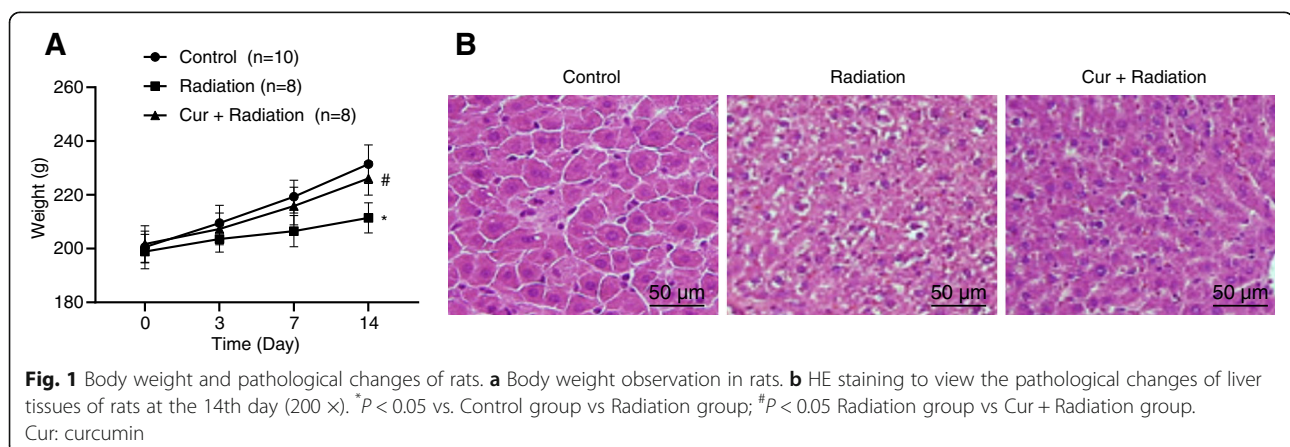 A
Control (n=10)
Radiation (n=8)
Cur + Radiation (n=8)
260
240
220
200
180
Weight (g)
#
*
0 3 7 14
Time (Day)
B
Control Radiation Cur + Radiation
50 μm 50 μm 50 μm
Fig. 1 Body weight and pathological changes of rats. a Body weight observation in rats. b HE staining to view the pathological changes of liver
tissues of rats at the 14th day (200 ×). *P < 0.05 vs. Control group vs Radiation group; #P < 0.05 Radiation group vs Cur + Radiation group.
Cur: curcumin